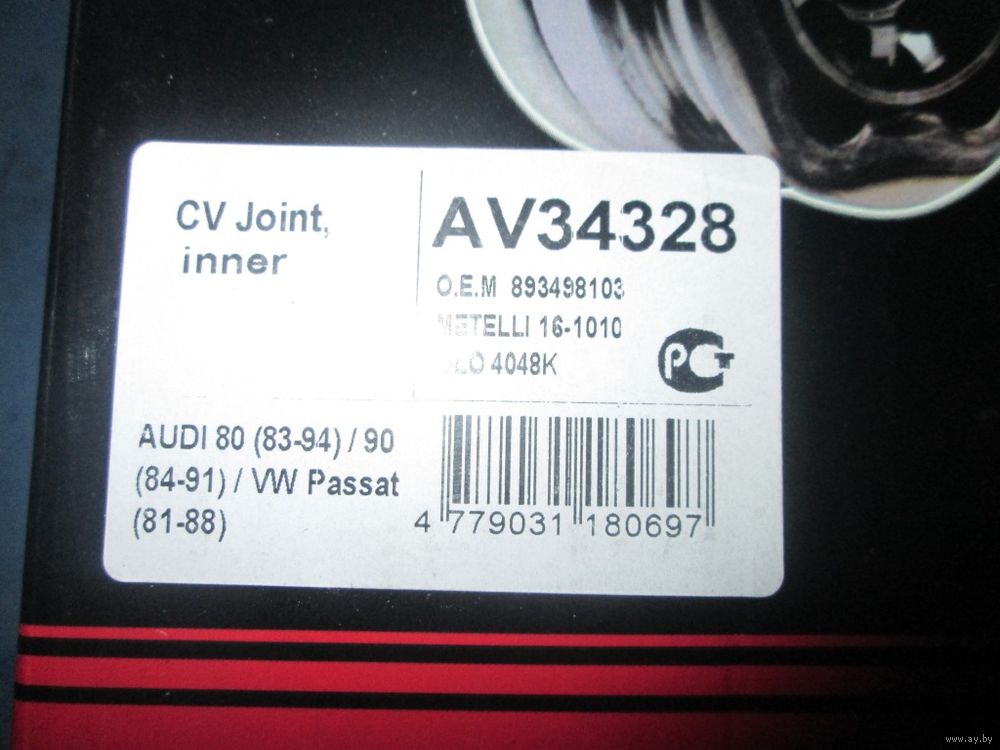 CV Joint,
inner
AV34328
O.E.M 893498103
METELLI 16-1010
4048K
РСТ
AUDI 80 (83-94) / 90
(84-91) / VW Passat
(81-88)
4 779031 180697
www.ay.by